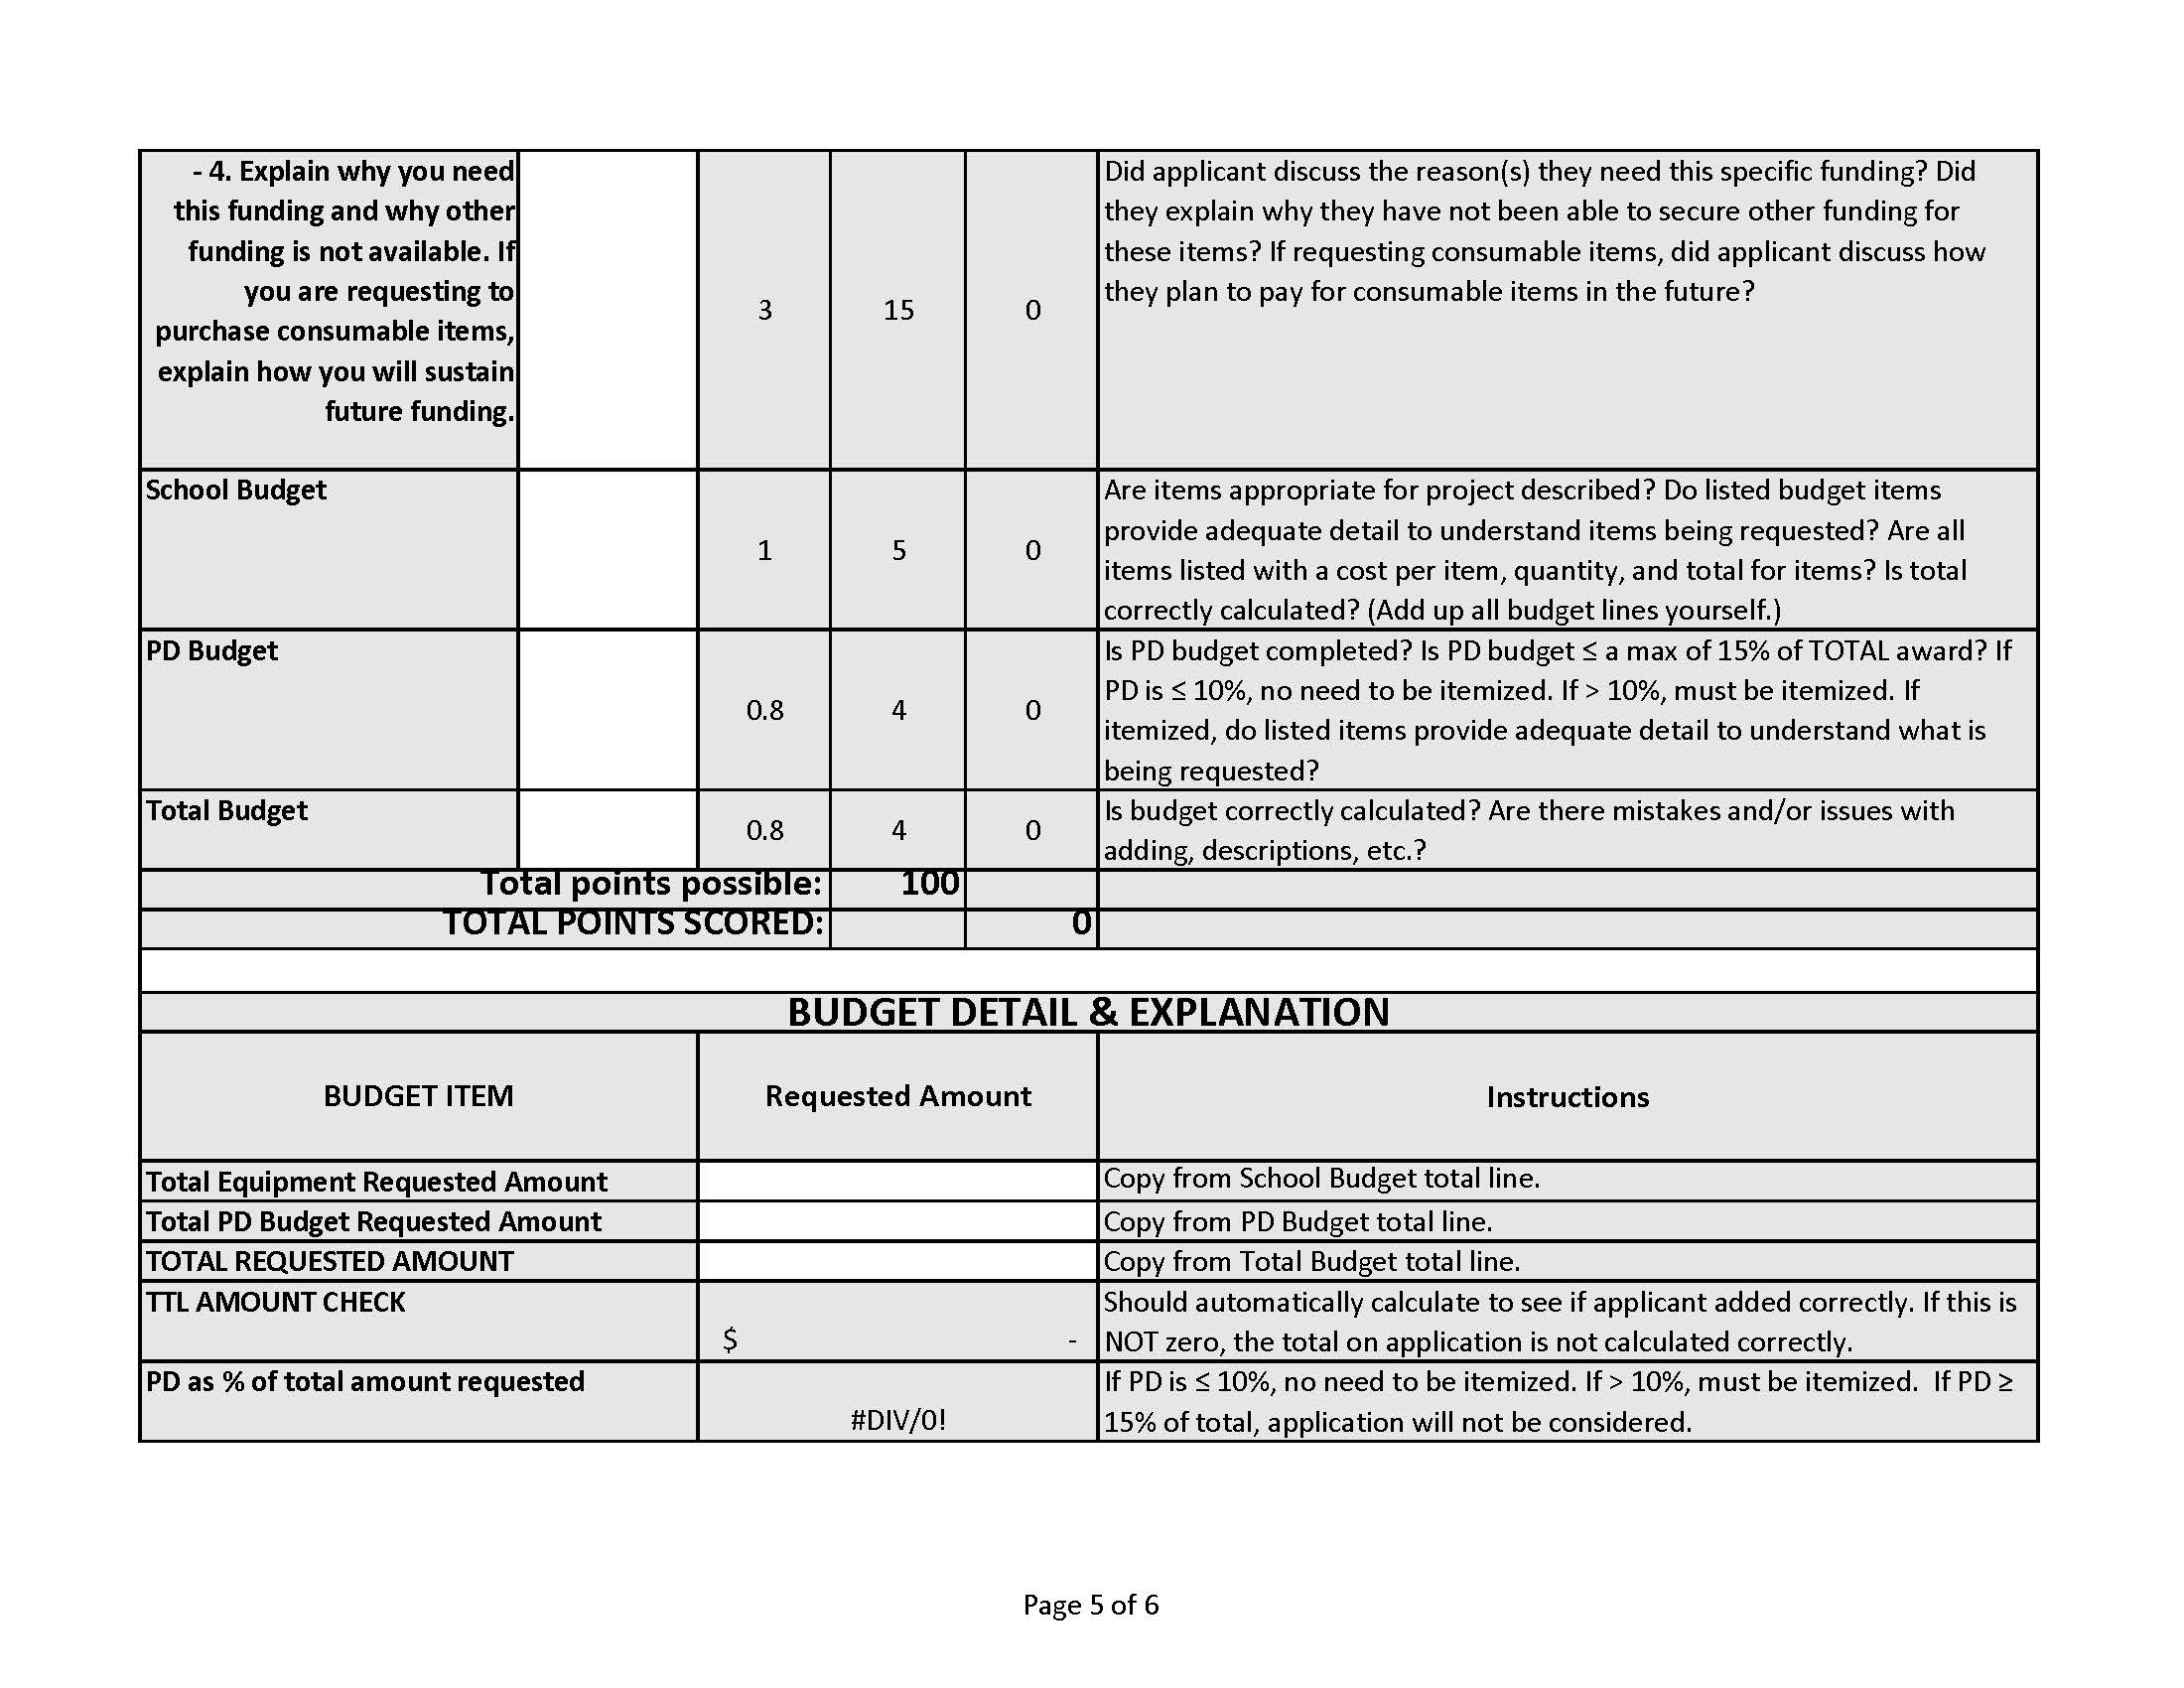 - 4. Explain why you need
this funding and why other
funding is not available. If
you are requesting to
purchase consumable items,
explain how you will sustain
future funding.
3
15
0
Did applicant discuss the reason(s) they need this specific funding? Did
they explain why they have not been able to secure other funding for
these items? If requesting consumable items, did applicant discuss how
they plan to pay for consumable items in the future?
School Budget
1
5
0
Are items appropriate for project described? Do listed budget items
provide adequate detail to understand items being requested? Are all
items listed with a cost per item, quantity, and total for items? Is total
correctly calculated? (Add up all budget lines yourself.)
PD Budget
0.8
4
0
Is PD budget completed? Is PD budget ≤ a max of 15% of TOTAL award? If
PD is ≤ 10%, no need to be itemized. If > 10%, must be itemized. If
itemized, do listed items provide adequate detail to understand what is
being requested?
Total Budget
0.8
4
0
Is budget correctly calculated? Are there mistakes and/or issues with
adding, descriptions, etc.?
Total points possible: 100
TOTAL POINTS SCORED: 0
BUDGET DETAIL & EXPLANATION
BUDGET ITEM Requested Amount Instructions
Total Equipment Requested Amount Copy from School Budget total line.
Total PD Budget Requested Amount Copy from PD Budget total line.
TOTAL REQUESTED AMOUNT Copy from Total Budget total line.
TTL AMOUNT CHECK
$ -
Should automatically calculate to see if applicant added correctly. If this is
NOT zero, the total on application is not calculated correctly.
PD as % of total amount requested
#DIV/0!
If PD is ≤ 10%, no need to be itemized. If > 10%, must be itemized.  If PD ≥
15% of total, application will not be considered.
Page 5 of 6